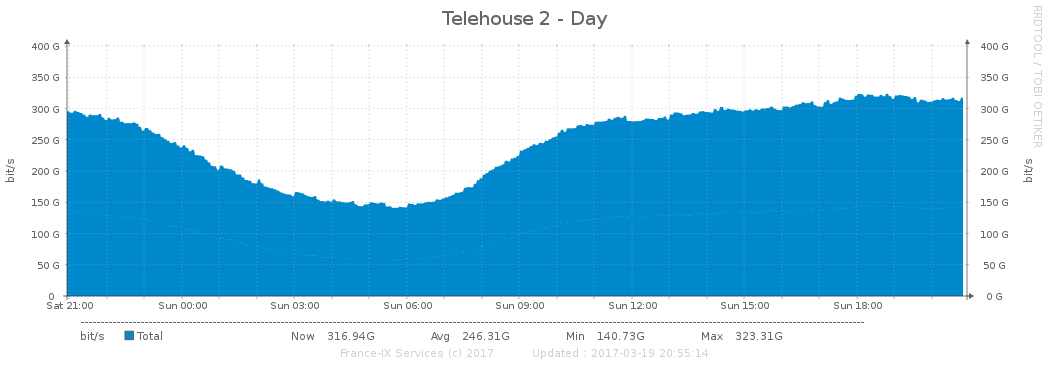 Telehouse 2 - Day
RRDTOOL / TOBI OETIKER
bit/s
400 G 400 G
350 G 350 G
300 G 300 G
250 G 250 G
200 G 200 G
150 G 150 G
100 G 100 G
50 G 50 G
0 0 G
bit/s
Sat 21:00 Sun 00:00 Sun 03:00 Sun 06:00 Sun 09:00 Sun 12:00 Sun 15:00 Sun 18:00
bit/s Total Now 316.94G Avg 246.31G Min 140.73G Max 323.31G
France-IX Services (c) 2017 Updated : 2017-03-19 20:55:14